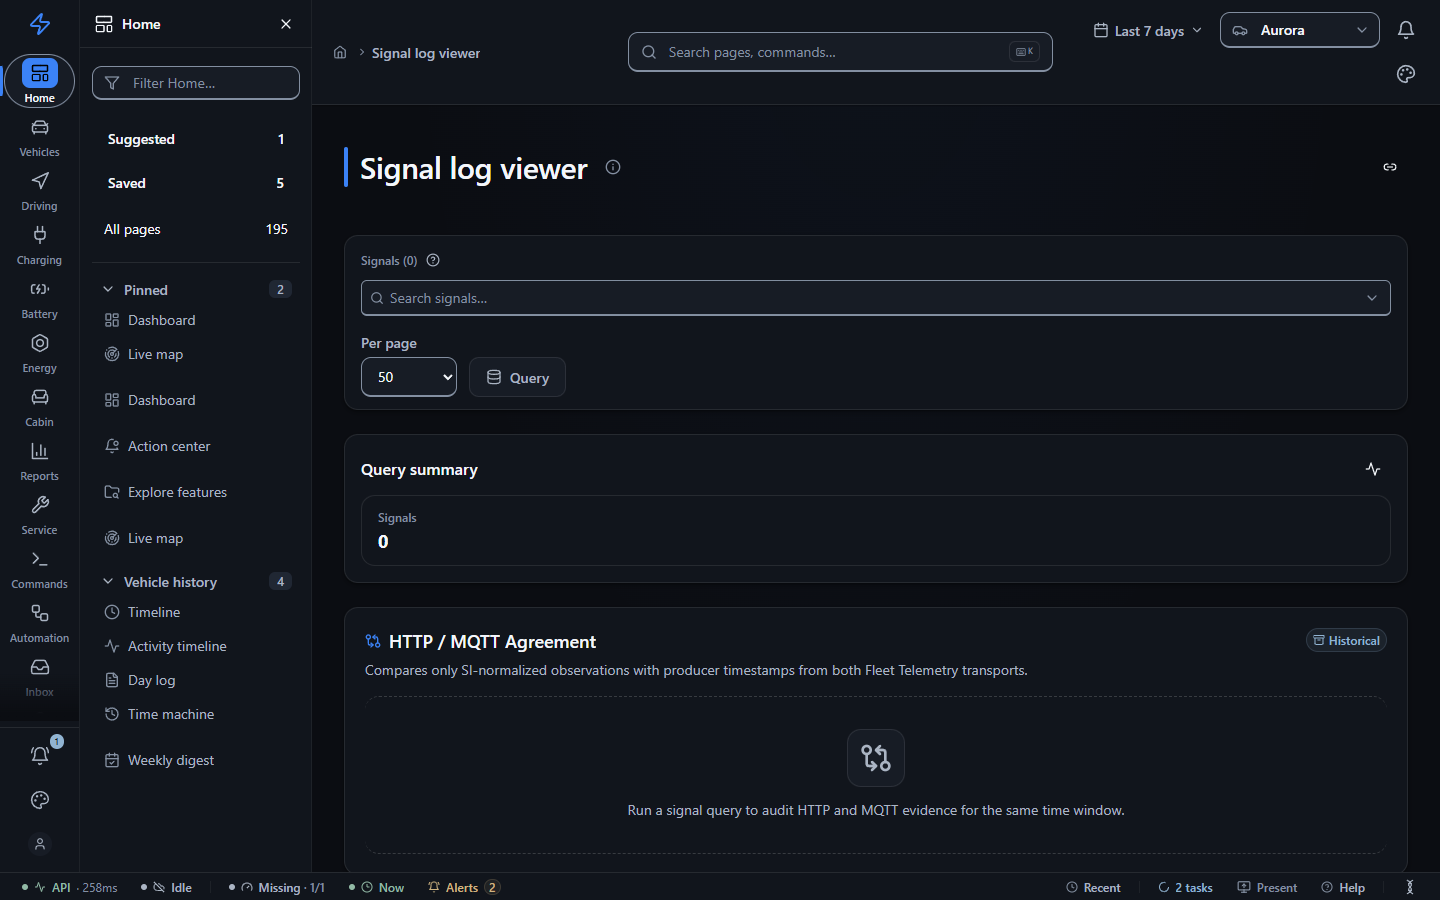 Home
Vehicles
Driving
Charging
Battery
Energy
Cabin
Reports
Service
Commands
Automation
Inbox
1
Home
Filter Home...
Suggested 1
Saved 5
All pages 195
Pinned 2
Dashboard
Live map
Dashboard
Action center
Explore features
Live map
Vehicle history 4
Timeline
Activity timeline
Day log
Time machine
Weekly digest
Signal log viewer
Search pages, commands... K
Last 7 days
Aurora
Signal log viewer
Signals (0)
Search signals...
Per page
50 Query
Query summary
Signals
0
HTTP / MQTT Agreement
Historical
Compares only SI-normalized observations with producer timestamps from both Fleet Telemetry transports.
Run a signal query to audit HTTP and MQTT evidence for the same time window.
API · 258ms Idle Missing · 1/1 Now Alerts 2 Recent 2 tasks Present Help